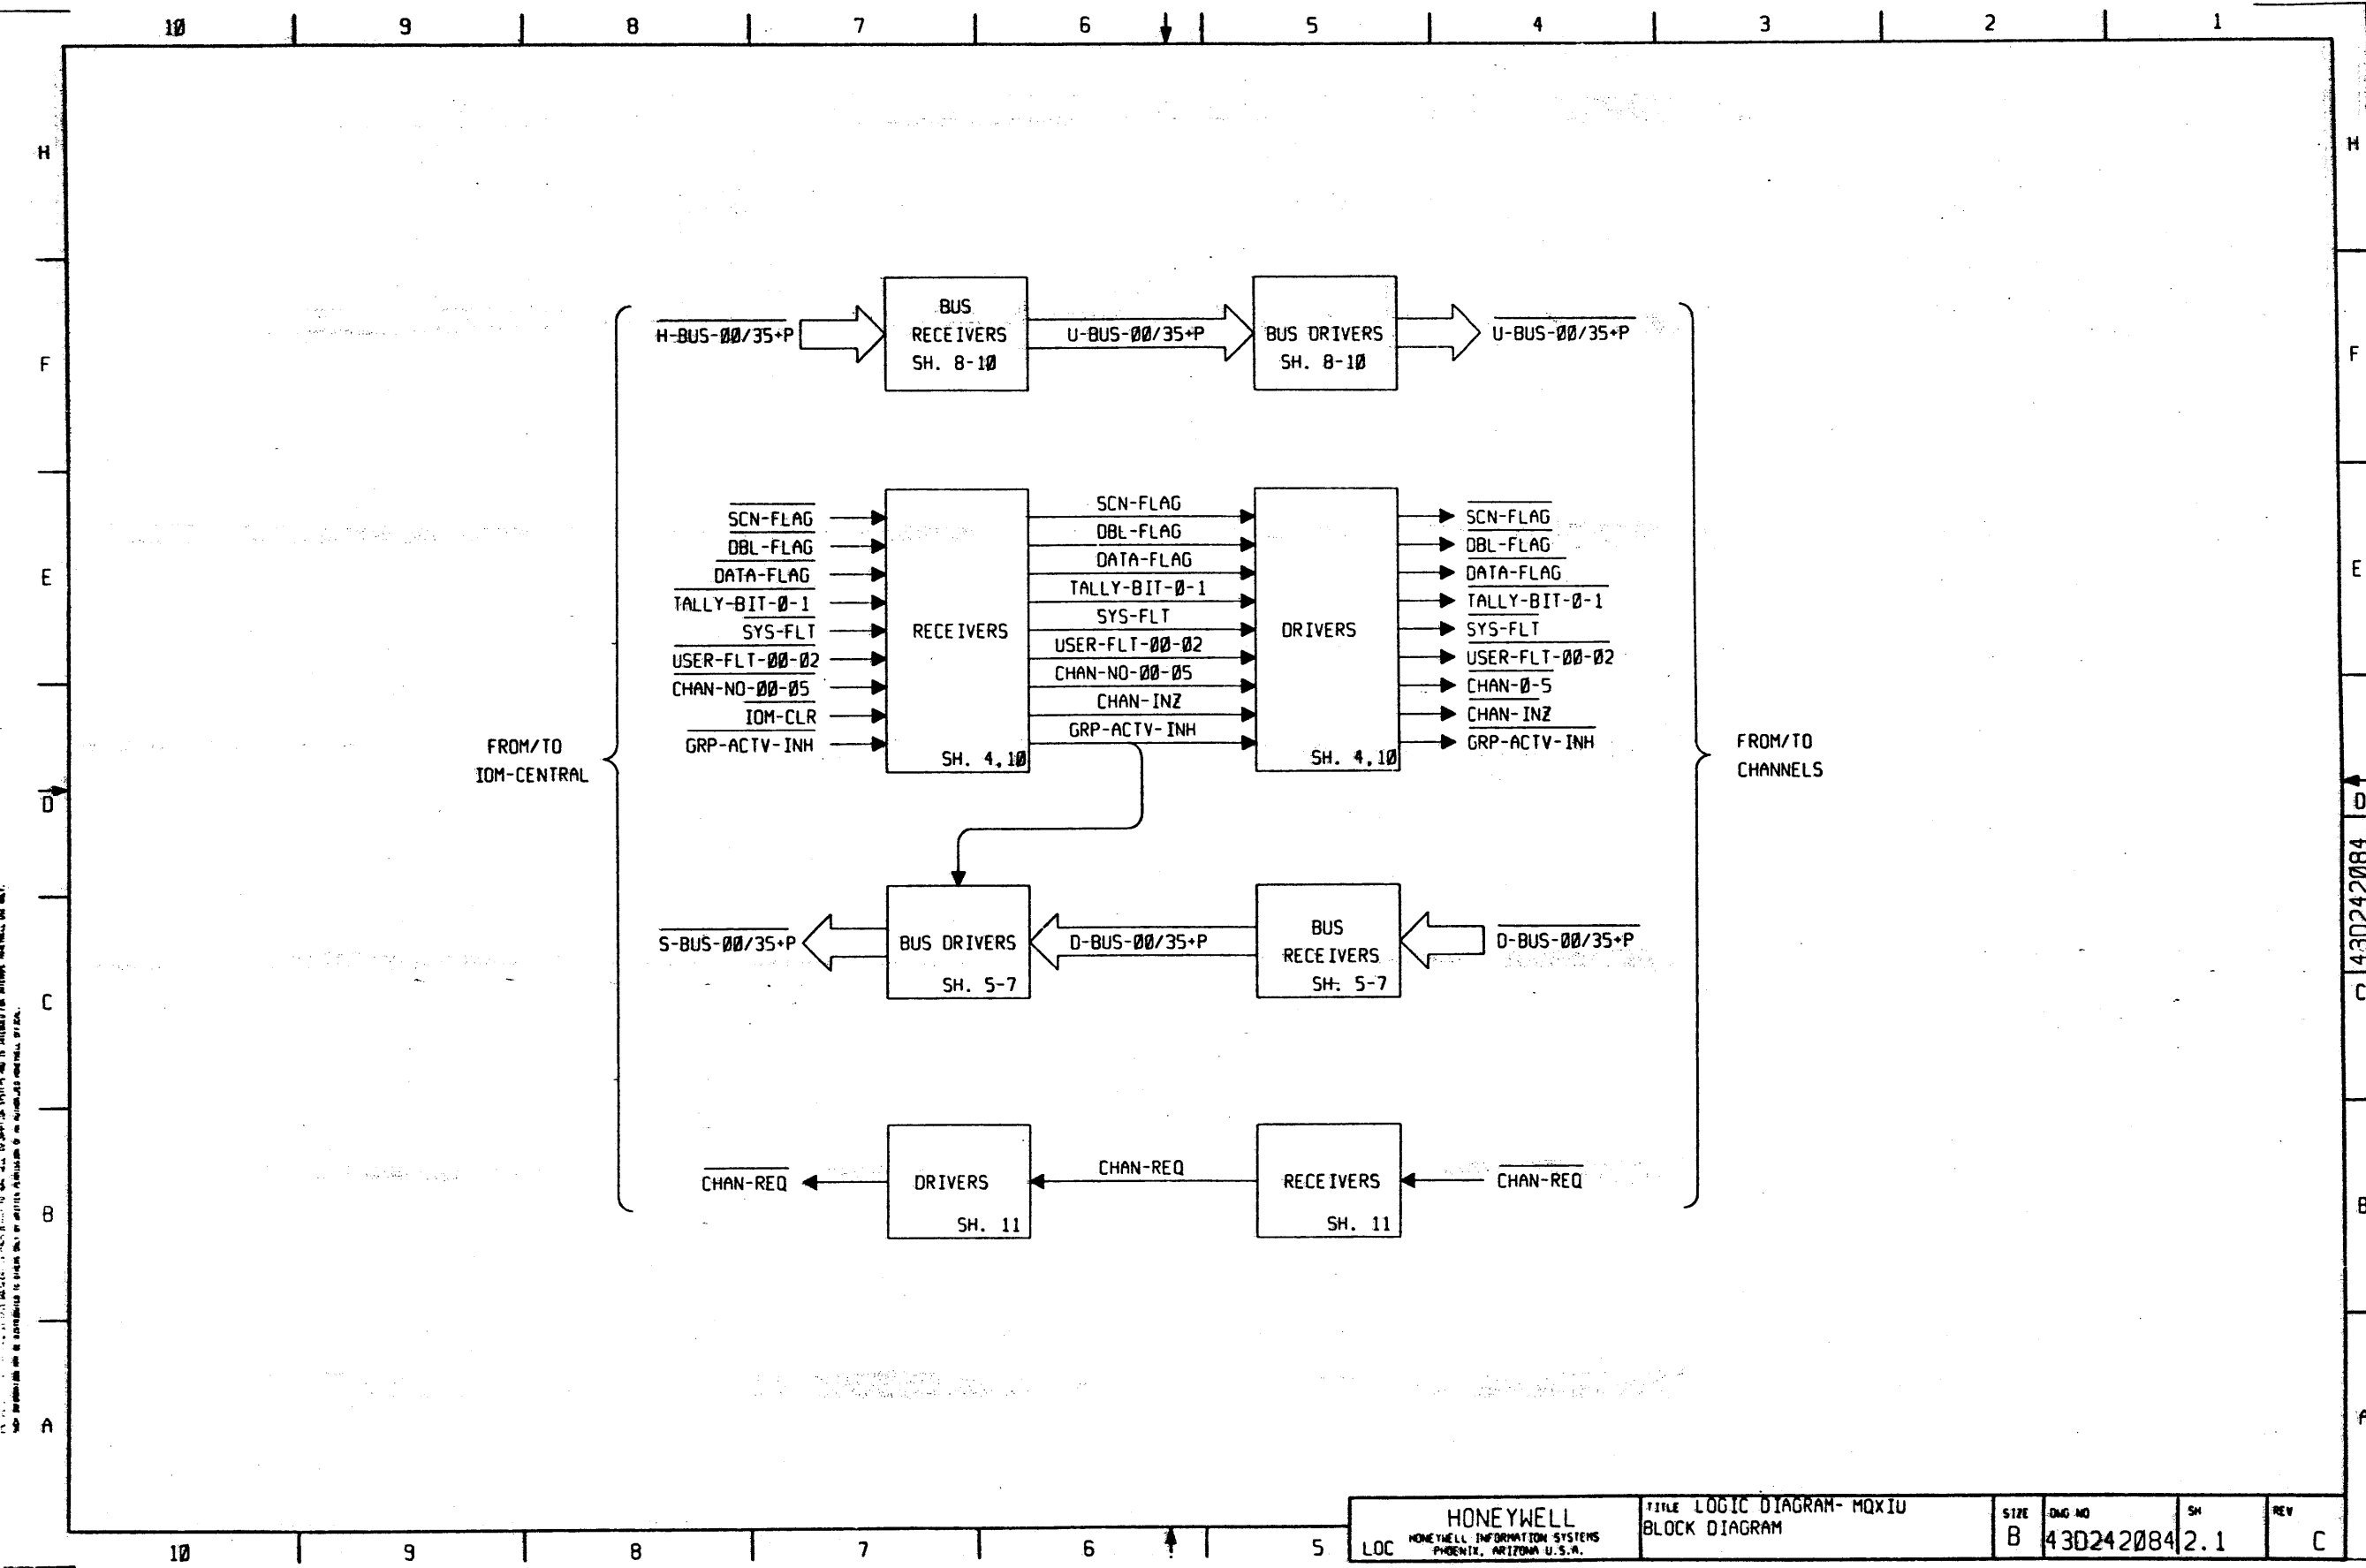 10 9 8 7 6 5 4 3 2 1
H H
BUS
RECEIVERS
SH. 8-10
BUS DRIVERS
SH. 8-10
H-BUS-00/35+P
U-BUS-00/35+P
U-BUS-00/35+P
F F
SCN-FLAG
DBL-FLAG
DATA-FLAG
TALLY-BIT-0-1
SYS-FLT
USER-FLT-00-02
CHAN-NO-00-05
IOM-CLR
GRP-ACTV-INH
RECEIVERS
SH. 4,10
SCN-FLAG
DBL-FLAG
DATA-FLAG
TALLY-BIT-0-1
SYS-FLT
USER-FLT-00-02
CHAN-NO-00-05
CHAN-INZ
GRP-ACTV-INH
DRIVERS
SH. 4,10
SCN-FLAG
DBL-FLAG
DATA-FLAG
TALLY-BIT-0-1
SYS-FLT
USER-FLT-00-02
CHAN-0-5
CHAN-INZ
GRP-ACTV-INH
E E
FROM/TO
IOM-CENTRAL
FROM/TO
CHANNELS
D D
43D242084
S-BUS-00/35+P
BUS DRIVERS
SH. 5-7
D-BUS-00/35+P
BUS
RECEIVERS
SH. 5-7
D-BUS-00/35+P
C C
CHAN-REQ
DRIVERS
SH. 11
CHAN-REQ
RECEIVERS
SH. 11
CHAN-REQ
B B
A A
10 9 8 7 6 5
LOC
HONEYWELL
HONEYWELL INFORMATION SYSTEMS
PHOENIX, ARIZONA U.S.A.
TITLE LOGIC DIAGRAM- MQXIU
BLOCK DIAGRAM
SIZE
B
DWG NO
43D242084
SH
2.1
REV
C